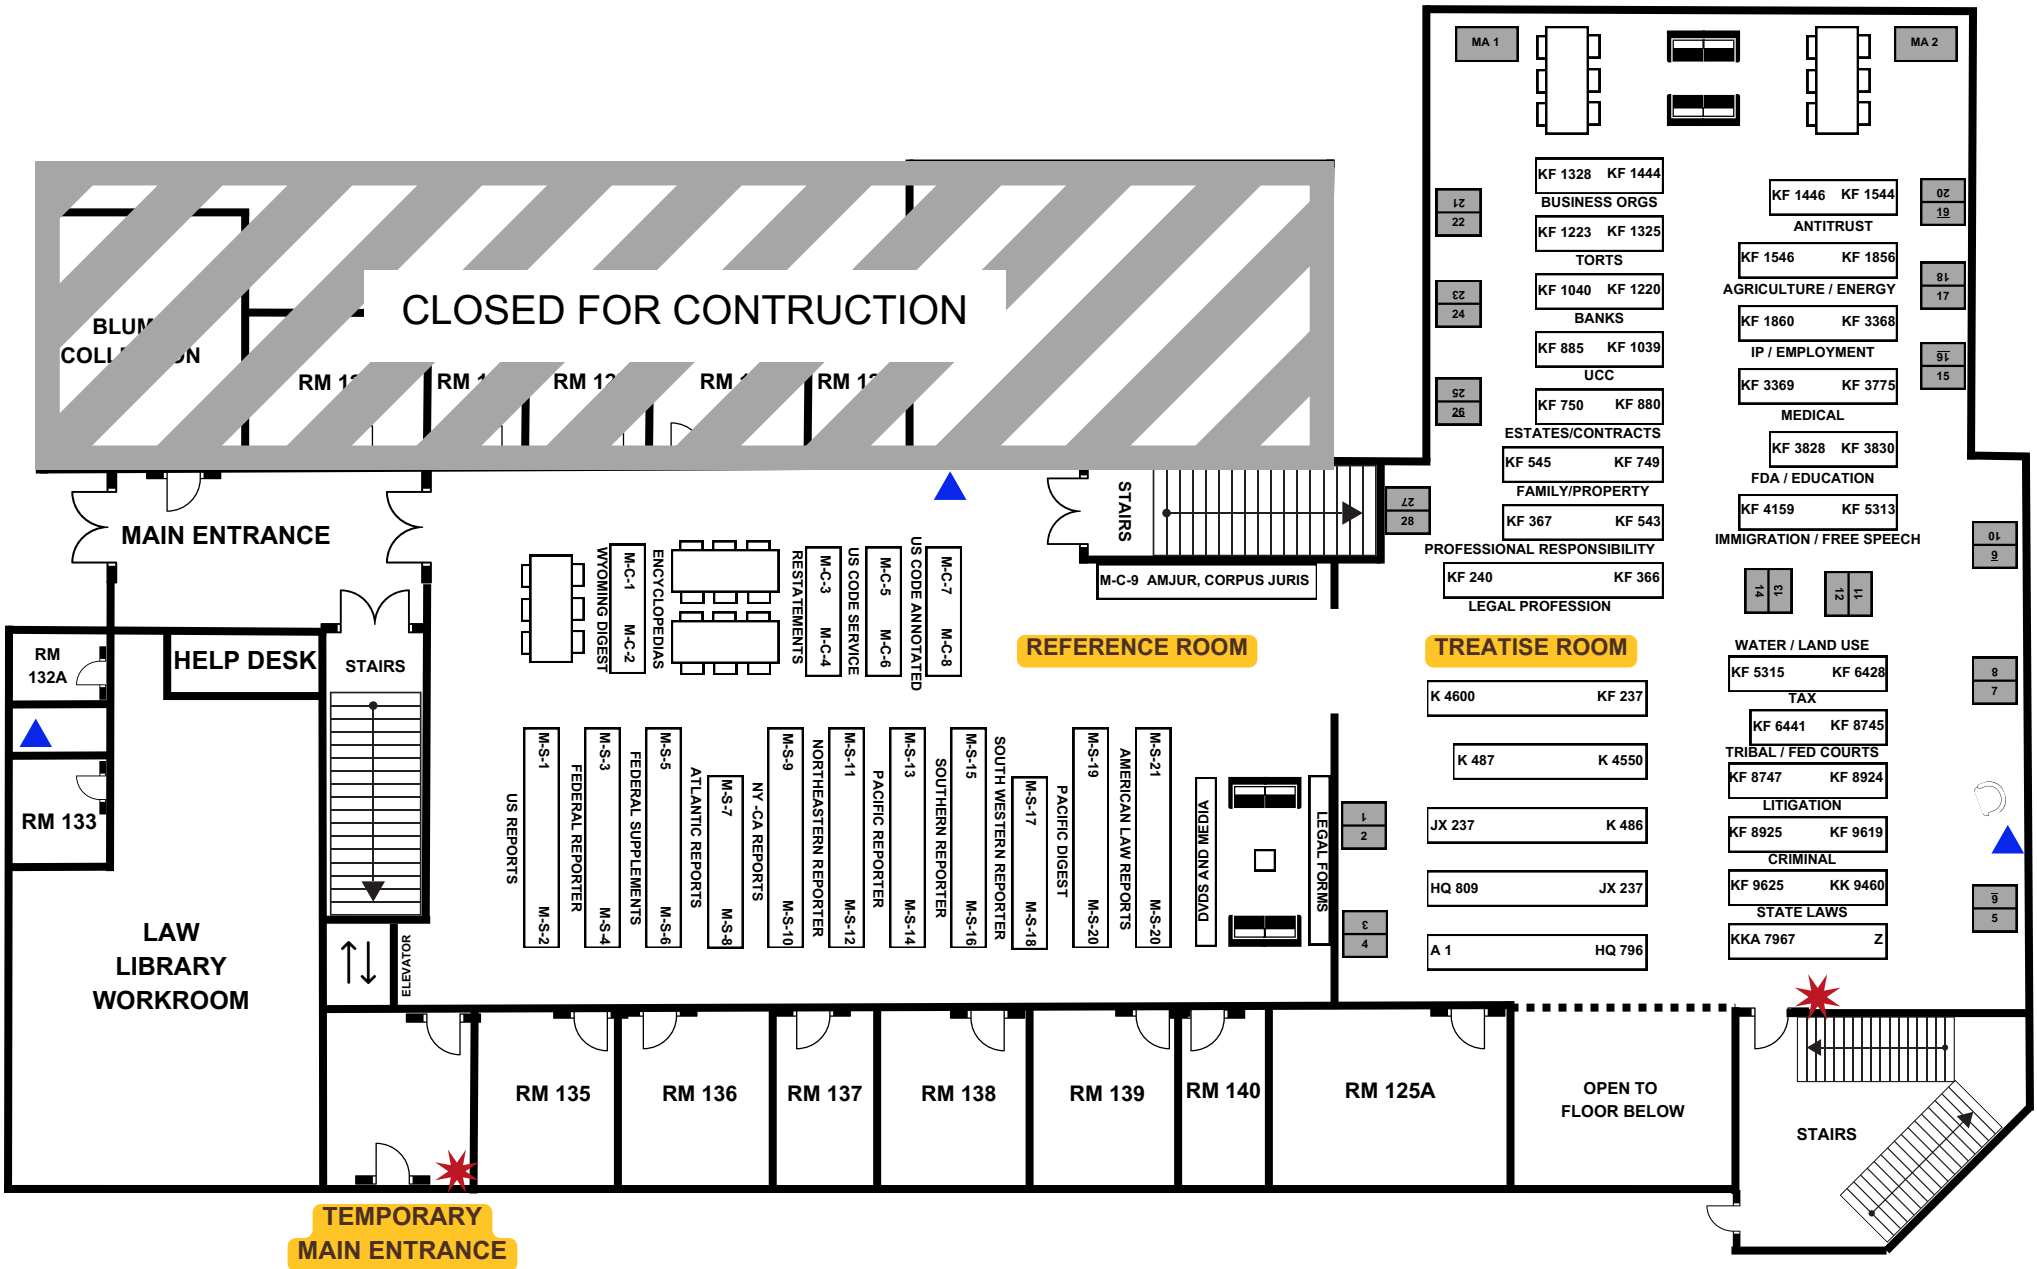 MA 1
MA 2
KF 1328 KF 1444
BUSINESS ORGS
KF 1223 KF 1325
TORTS
KF 1040 KF 1220
BANKS
KF 885 KF 1039
UCC
KF 750 KF 880
ESTATES/CONTRACTS
KF 545 KF 749
FAMILY/PROPERTY
KF 367 KF 543
PROFESSIONAL RESPONSIBILITY
KF 240 KF 366
LEGAL PROFESSION
KF 1446 KF 1544
ANTITRUST
KF 1546 KF 1856
AGRICULTURE / ENERGY
KF 1860 KF 3368
IP / EMPLOYMENT
KF 3369 KF 3775
MEDICAL
KF 3828 KF 3830
FDA / EDUCATION
KF 4159 KF 5313
IMMIGRATION / FREE SPEECH
21
22
23
24
25
26
27
28
20
19
18
17
16
15
10
9
14
13
12
11
8
7
6
5
1
2
3
4
CLOSED FOR CONTRUCTION
RM
RM
RM
RM
RM
MAIN ENTRANCE
STAIRS
M-C-9 AMJUR, CORPUS JURIS
WYOMING DIGEST
M-C-1 M-C-2
ENCYCLOPEDIAS
RESTATEMENTS
M-C-3 M-C-4
US CODE SERVICE
M-C-5 M-C-6
US CODE ANNOTATED
M-C-7 M-C-8
REFERENCE ROOM
TREATISE ROOM
RM
132A
HELP DESK
STAIRS
RM 133
LAW
LIBRARY
WORKROOM
ELEVATOR
US REPORTS
M-S-1 M-S-2
FEDERAL REPORTER
M-S-3 M-S-4
FEDERAL SUPPLEMENTS
M-S-5 M-S-6
ATLANTIC REPORTS
M-S-7 M-S-8
NY -CA REPORTS
M-S-9 M-S-10
NORTHEASTERN REPORTER
M-S-11 M-S-12
PACIFIC REPORTER
M-S-13 M-S-14
SOUTHERN REPORTER
M-S-15 M-S-16
SOUTH WESTERN REPORTER
M-S-17 M-S-18
PACIFIC DIGEST
M-S-19 M-S-20
AMERICAN LAW REPORTS
M-S-21 M-S-20
DVDS AND MEDIA
LEGAL FORMS
K 4600 KF 237
K 487 K 4550
JX 237 K 486
HQ 809 JX 237
A 1 HQ 796
WATER / LAND USE
KF 5315 KF 6428
TAX
KF 6441 KF 8745
TRIBAL / FED COURTS
KF 8747 KF 8924
LITIGATION
KF 8925 KF 9619
CRIMINAL
KF 9625 KK 9460
STATE LAWS
KKA 7967 Z
RM 135
RM 136
RM 137
RM 138
RM 139
RM 140
RM 125A
OPEN TO
FLOOR BELOW
STAIRS
TEMPORARY
MAIN ENTRANCE